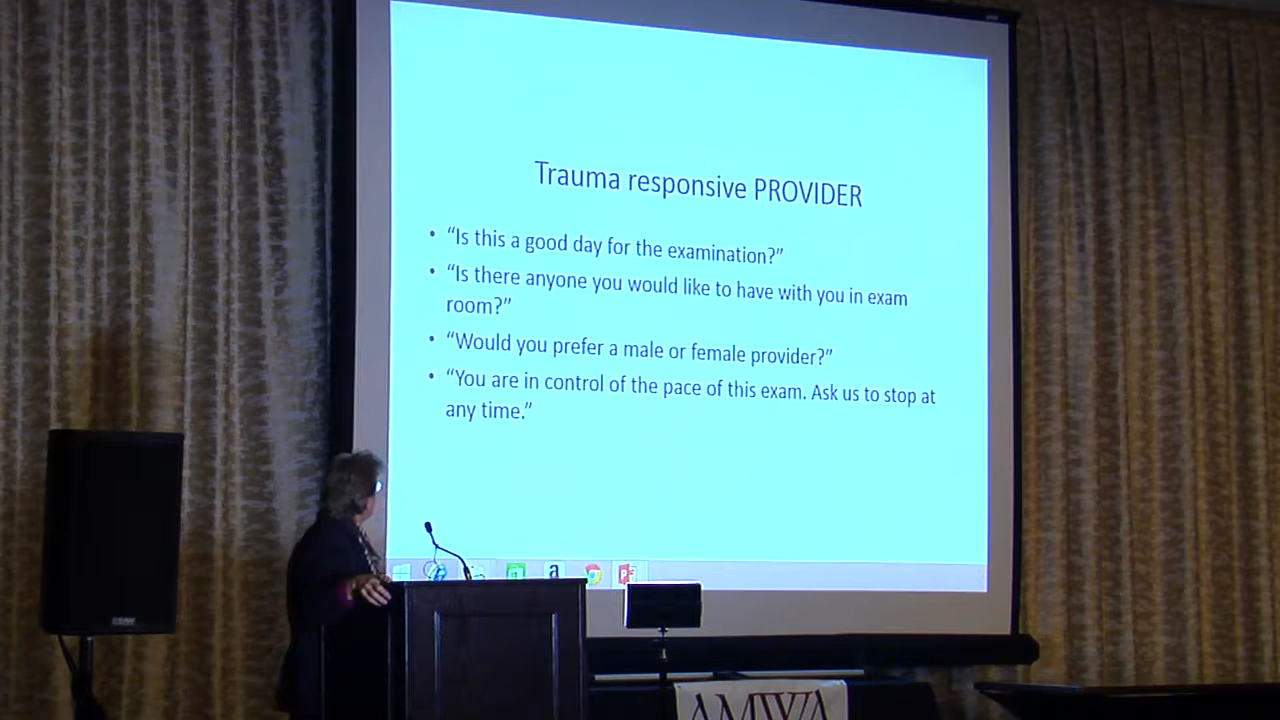 Trauma responsive PROVIDER
• “Is this a good day for the examination?”
• “Is there anyone you would like to have with you in exam
room?”
• “Would you prefer a male or female provider?”
• “You are in control of the pace of this exam. Ask us to stop at
any time.”
AMWA